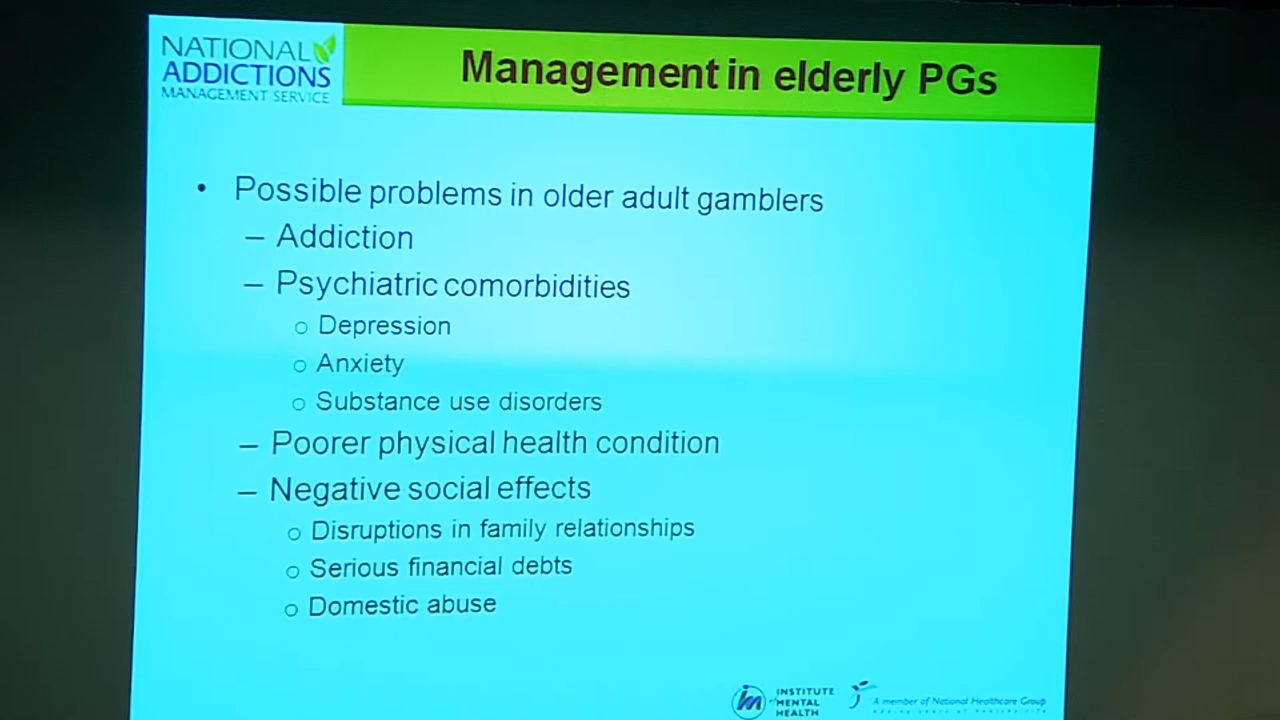 NATIONAL
ADDICTIONS
MANAGEMENT SERVICE
Management in elderly PGs
• Possible problems in older adult gamblers
– Addiction
– Psychiatric comorbidities
○ Depression
○ Anxiety
○ Substance use disorders
– Poorer physical health condition
– Negative social effects
○ Disruptions in family relationships
○ Serious financial debts
○ Domestic abuse
INSTITUTE
MENTAL
HEALTH
A member of National Healthcare Group